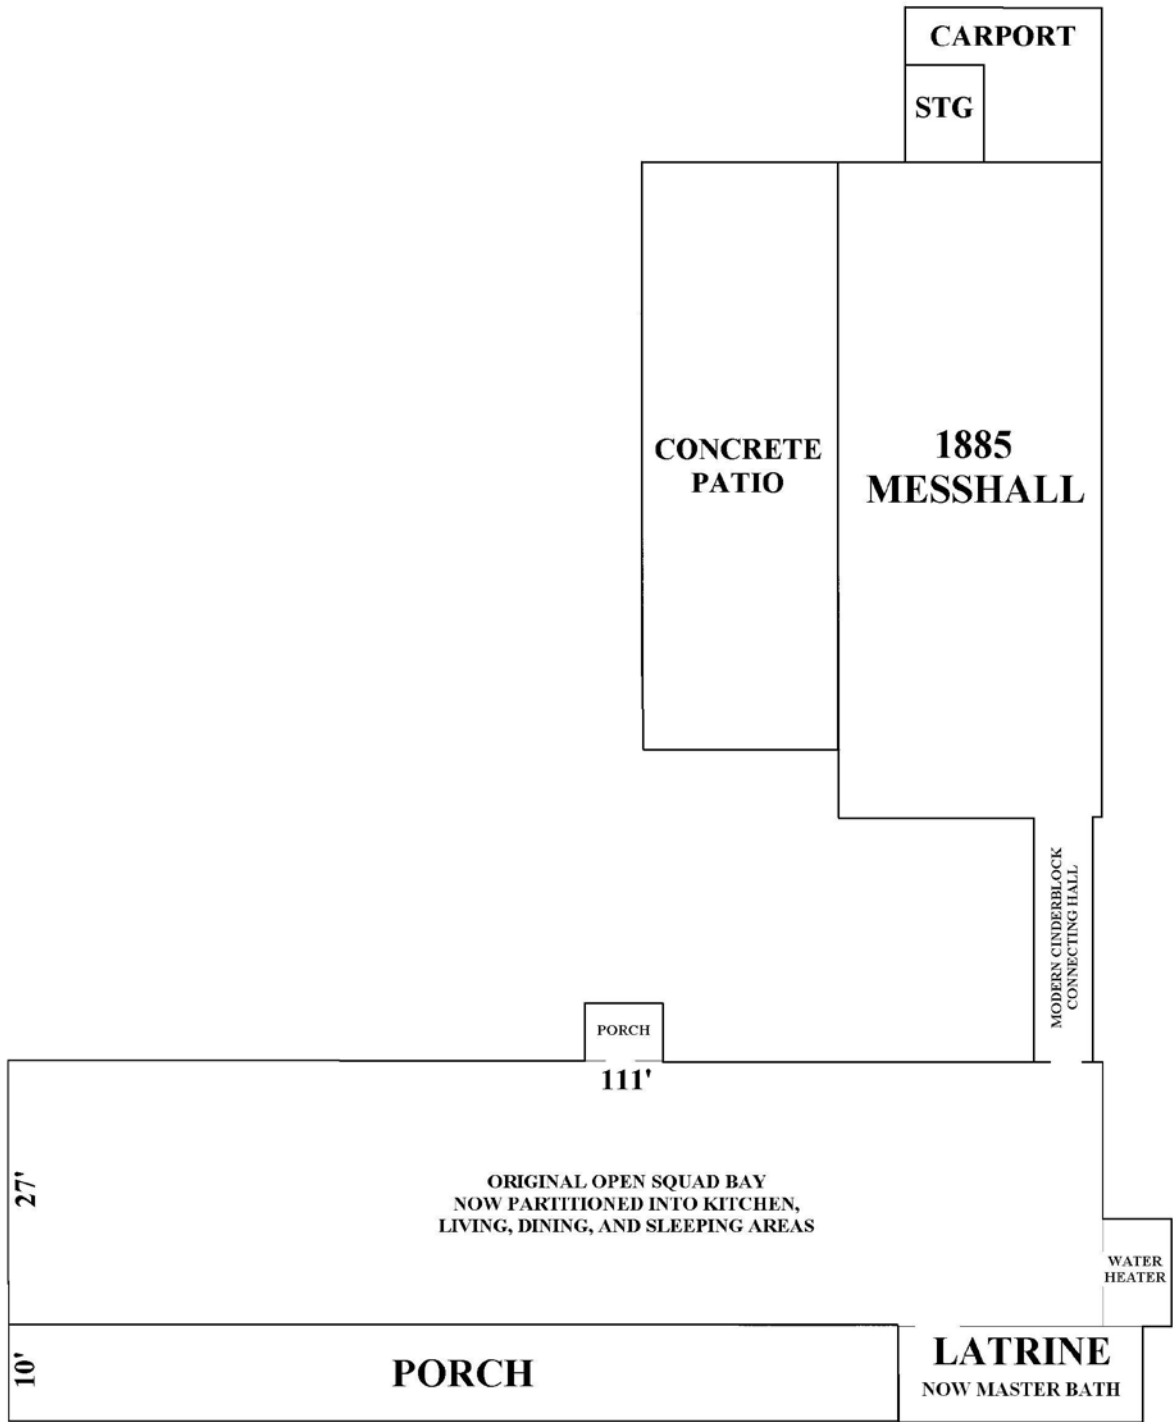 CARPORT
STG
CONCRETE
PATIO
1885
MESSHALL
MODERN CINDERBLOCK
CONNECTING HALL
PORCH
111'
27'
ORIGINAL OPEN SQUAD BAY
NOW PARTITIONED INTO KITCHEN,
LIVING, DINING, AND SLEEPING AREAS
WATER
HEATER
10'
PORCH
LATRINE
NOW MASTER BATH